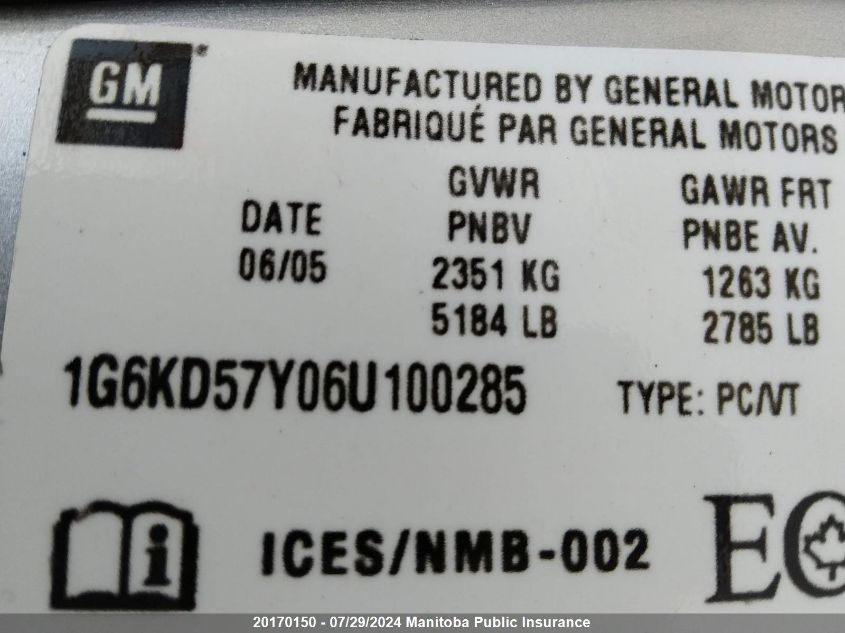 GM®
MANUFACTURED BY GENERAL MOTOR
FABRIQUÉ PAR GENERAL MOTORS
GVWR GAWR FRT
DATE PNBV PNBE AV.
06/05 2351 KG 1263 KG
5184 LB 2785 LB
1G6KD57Y06U100285 TYPE: PC/VT
i ICES/NMB-002
20170150 - 07/29/2024 Manitoba Public Insurance